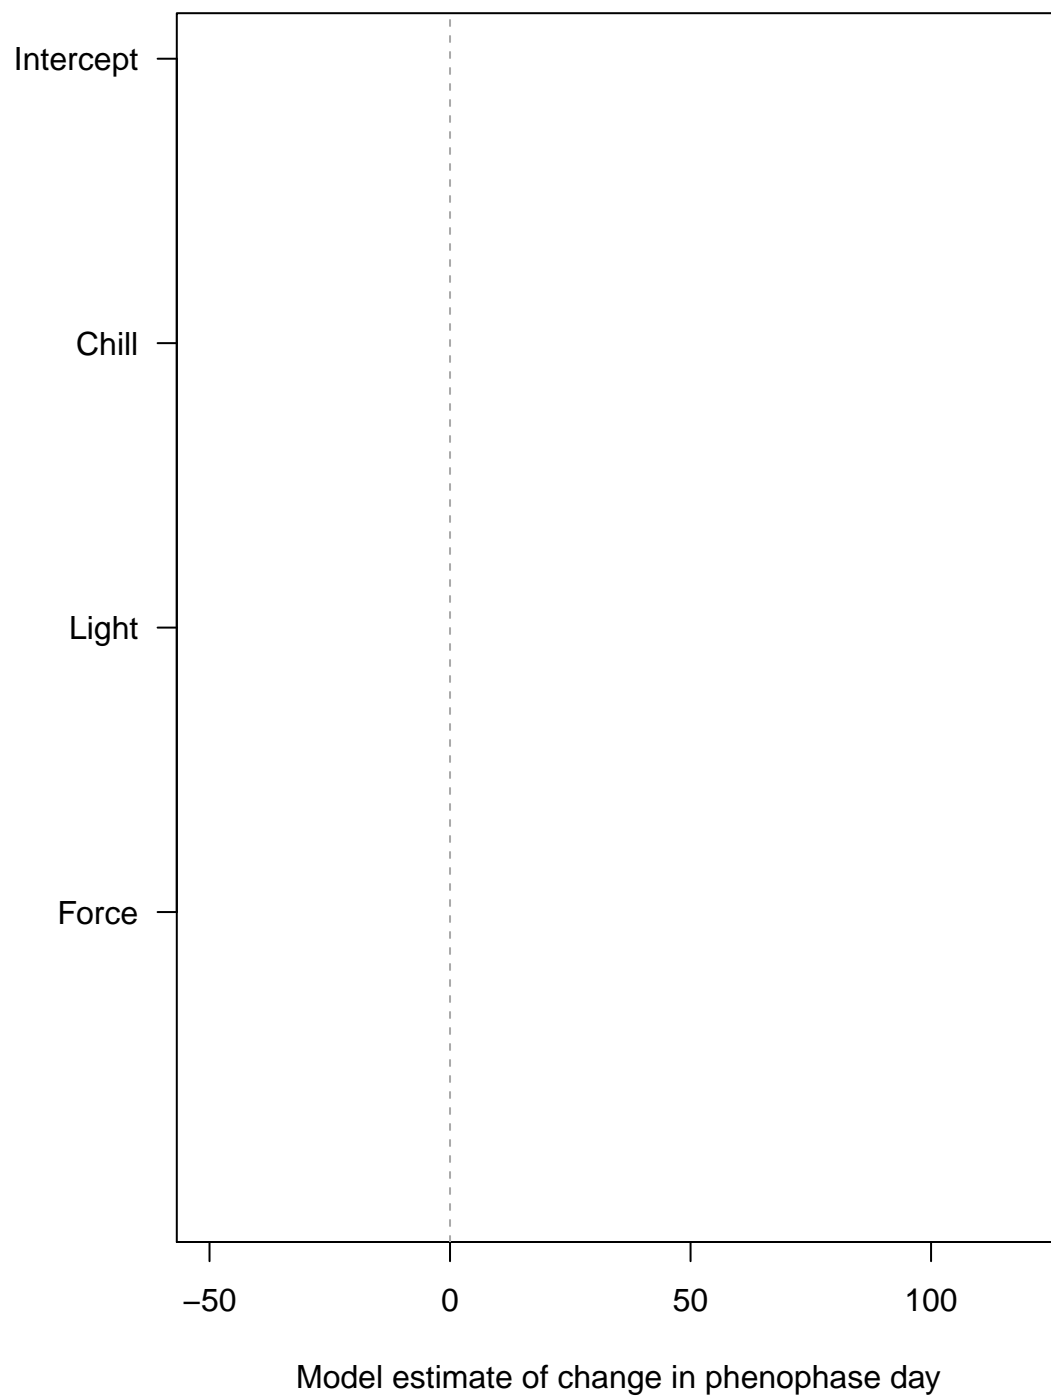 Intercept
Chill
Light
Force
−50 0 50 100
Model estimate of change in phenophase day